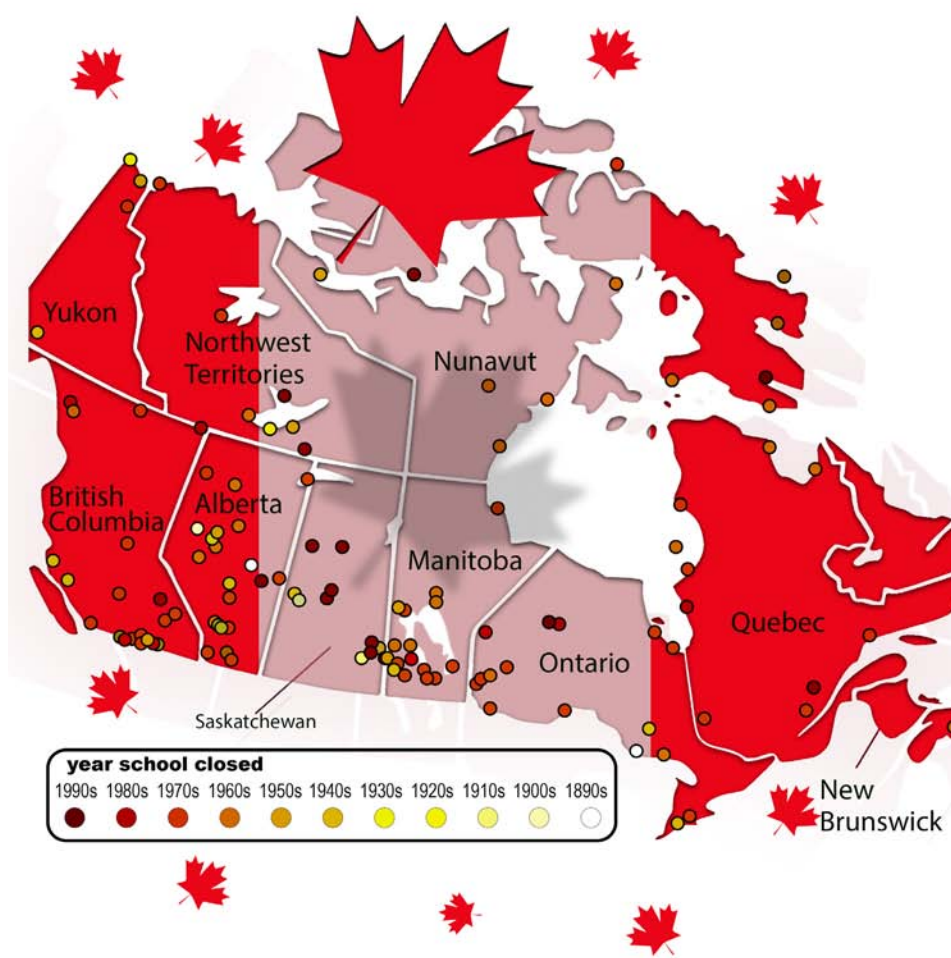 Yukon
Northwest
Territories
Nunavut
British
Columbia
Alberta
Manitoba
Ontario
Quebec
Saskatchewan
New
Brunswick
year school closed
1990s 1980s 1970s 1960s 1950s 1940s 1930s 1920s 1910s 1900s 1890s